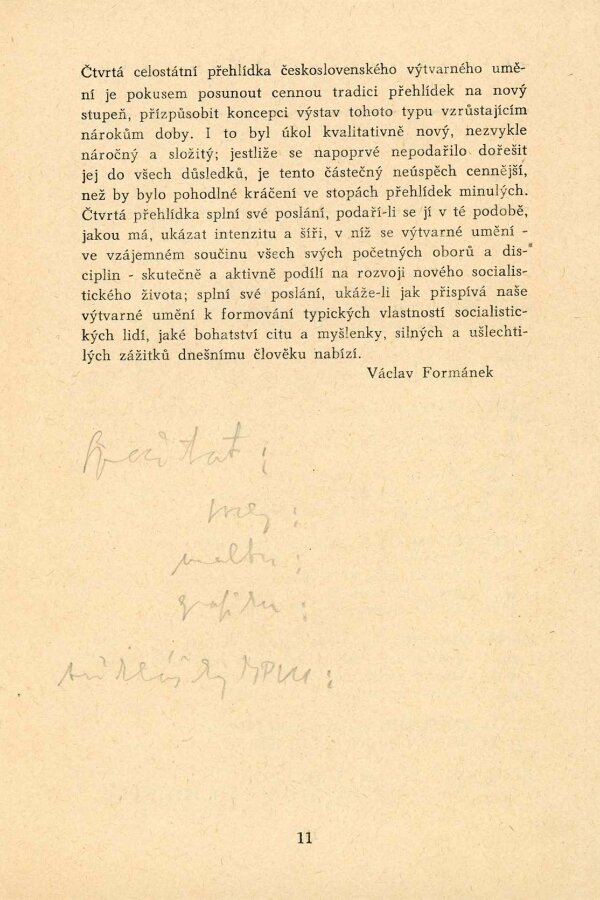 Čtvrtá celostátní přehlídka československého výtvarného umě-
ní je pokusem posunout cennou tradici přehlídek na nový
stupeň, přízpůsobit koncepci výstav tohoto typu vzrůstajícím
nárokům doby. I to byl úkol kvalitativně nový, nezvykle
náročný a složitý; jestliže se napoprvé nepodařilo dořešit
jej do všech důsledků, je tento částečný neúspěch cennější,
než by bylo pohodlné kráčení ve stopách přehlídek minulých.
Čtvrtá přehlídka splní své poslání, podaří-li se jí v té podobě,
jakou má, ukázat intenzitu a šíři, v níž se výtvarné umění -
ve vzájemném součinu všech svých početných oborů a dis-
ciplin - skutečně a aktivně podílí na rozvoji nového socialis-
tického života; splní své poslání, ukáže-li jak přispívá naše
výtvarné umění k formování typických vlastností socialistic-
kých lidí, jaké bohatství citu a myšlenky, silných a ušlechti-
lých zážitků dnešnímu člověku nabízí.
Václav Formánek
malbu ;
grafiku :
11